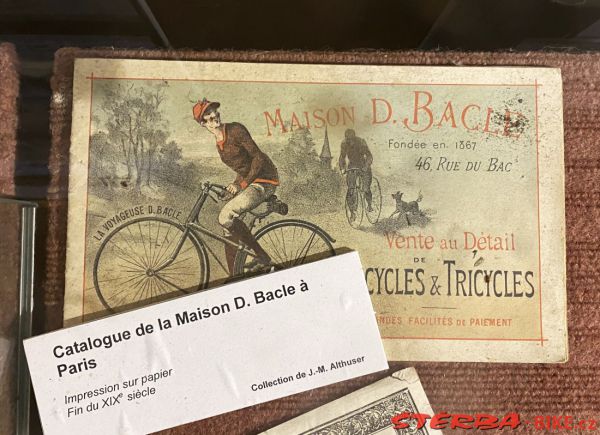 MAISON D. BACLE
Fondée en 1867
46, RUE DU BAC
LA VOYAGEUSE D. BACLE
Vente au Détail
DE
CYCLES & TRICYCLES
NDES FACILITÉS DE PAIEMENT
Catalogue de la Maison D. Bacle à
Paris
Impression sur papier
Fin du XIXe siècle
Collection de J.-M. Althuser
STERBA-BIKE.cz